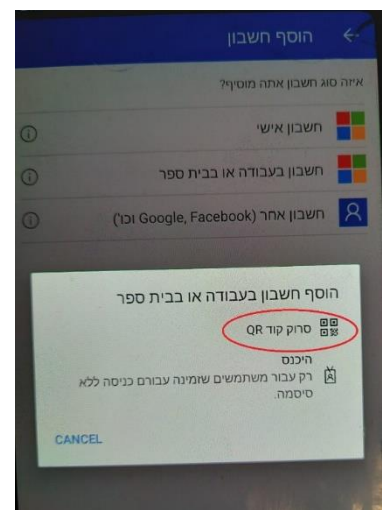 הוסף חשבון
איזה סוג חשבון אתה מוסיף?
חשבון אישי
חשבון בעבודה או בבית ספר
חשבון אחר (Google, Facebook וכו')
הוסף חשבון בעבודה או בבית ספר
סרוק קוד QR
היכנס
רק עבור משתמשים שזמינה עבורם כניסה ללא
סיסמה.
CANCEL